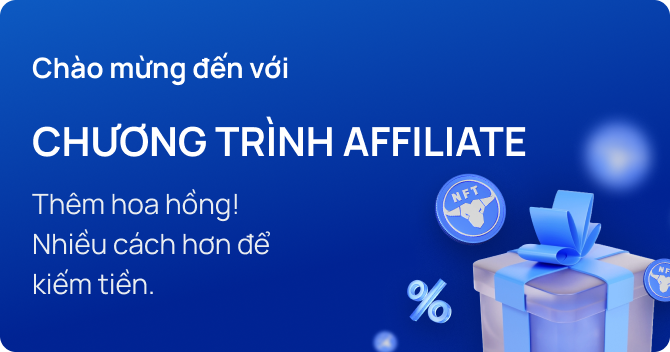 Chào mừng đến với
CHƯƠNG TRÌNH AFFILIATE
Thêm hoa hồng!
Nhiều cách hơn để
kiếm tiền.
NFT
%
NFT